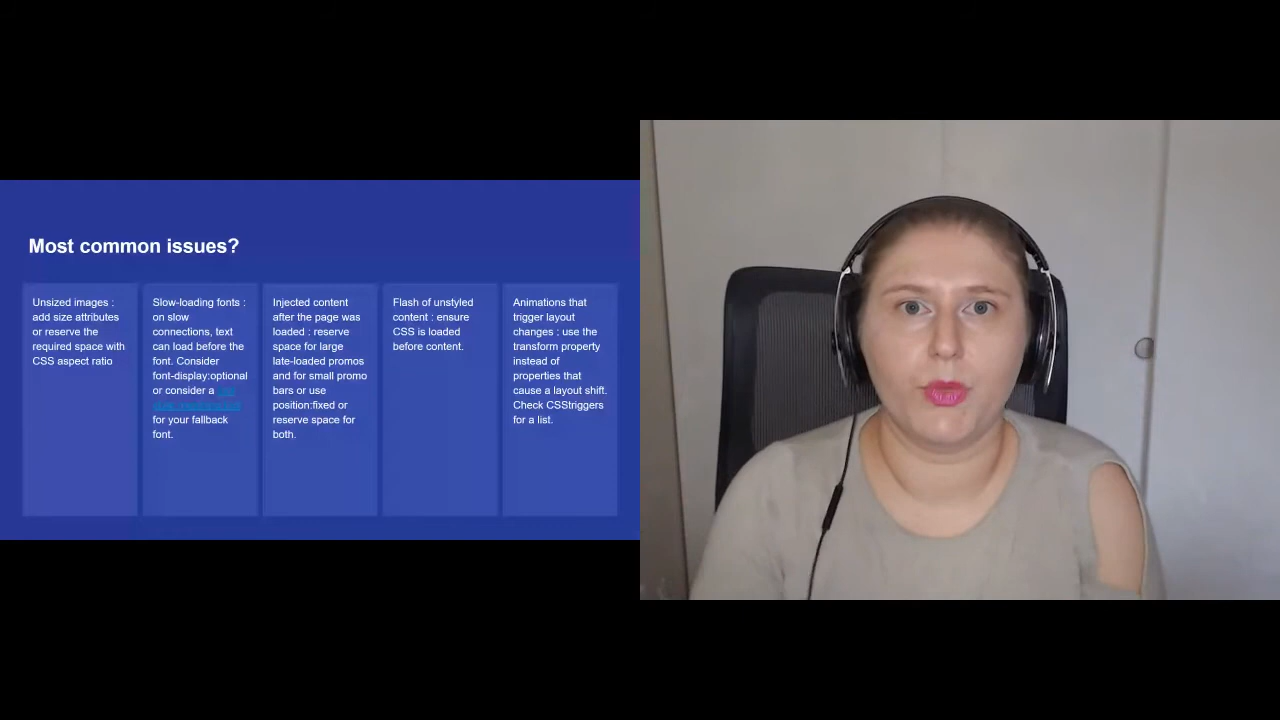 Most common issues?
Unsized images :
add size attributes
or reserve the
required space with
CSS aspect ratio
Slow-loading fonts :
on slow
connections, text
can load before the
font. Consider
font-display:optional
or consider a
for your fallback
font.
Injected content
after the page was
loaded : reserve
space for large
late-loaded promos
and for small promo
bars or use
position:fixed or
reserve space for
both.
Flash of unstyled
content : ensure
CSS is loaded
before content.
Animations that
trigger layout
changes : use the
transform property
instead of
properties that
cause a layout shift.
Check CSStriggers
for a list.